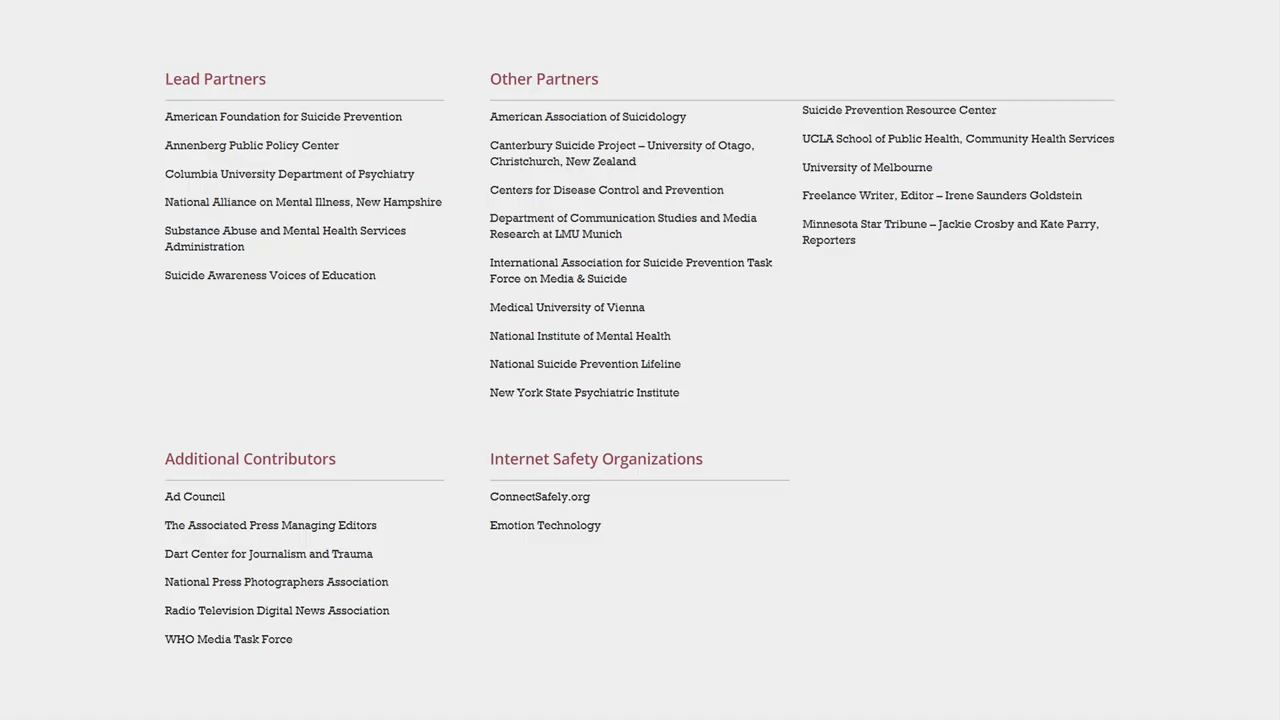 Lead Partners
American Foundation for Suicide Prevention
Annenberg Public Policy Center
Columbia University Department of Psychiatry
National Alliance on Mental Illness, New Hampshire
Substance Abuse and Mental Health Services
Administration
Suicide Awareness Voices of Education
Other Partners
American Association of Suicidology
Canterbury Suicide Project – University of Otago,
Christchurch, New Zealand
Centers for Disease Control and Prevention
Department of Communication Studies and Media
Research at LMU Munich
International Association for Suicide Prevention Task
Force on Media & Suicide
Medical University of Vienna
National Institute of Mental Health
National Suicide Prevention Lifeline
New York State Psychiatric Institute
Suicide Prevention Resource Center
UCLA School of Public Health, Community Health Services
University of Melbourne
Freelance Writer, Editor – Irene Saunders Goldstein
Minnesota Star Tribune – Jackie Crosby and Kate Parry,
Reporters
Additional Contributors
Ad Council
The Associated Press Managing Editors
Dart Center for Journalism and Trauma
National Press Photographers Association
Radio Television Digital News Association
WHO Media Task Force
Internet Safety Organizations
ConnectSafely.org
Emotion Technology